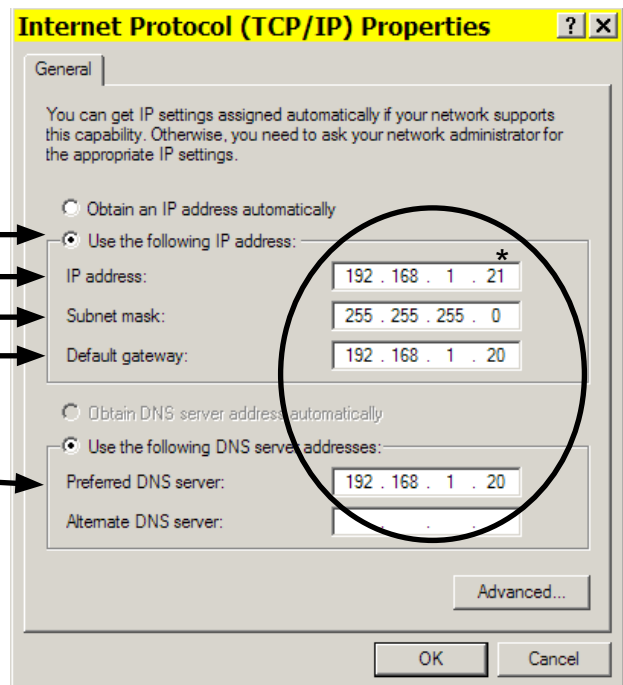 Internet Protocol (TCP/IP) Properties ? X
General
You can get IP settings assigned automatically if your network supports
this capability. Otherwise, you need to ask your network administrator for
the appropriate IP settings.
Obtain an IP address automatically
Use the following IP address:
*
IP address: 192 . 168 . 1 . 21
Subnet mask: 255 . 255 . 255 . 0
Default gateway: 192 . 168 . 1 . 20
Obtain DNS server address automatically
Use the following DNS server addresses:
Preferred DNS server: 192 . 168 . 1 . 20
Alternate DNS server: . . .
Advanced...
OK Cancel